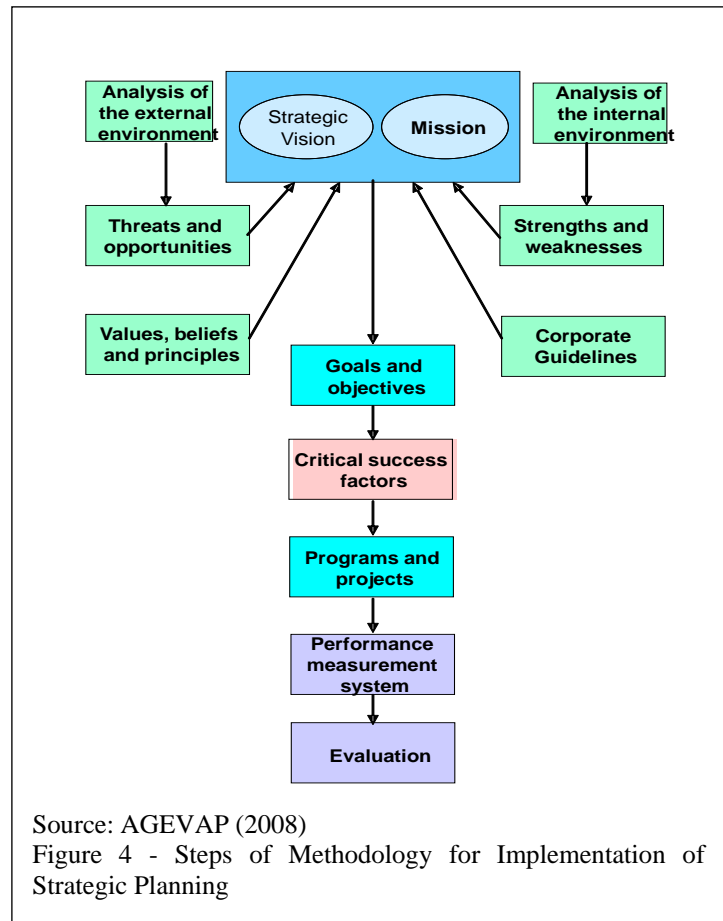 Analysis of
the external
environment
Strategic
Vision
Mission
Analysis of
the internal
environment
Threats and
opportunities
Strengths and
weaknesses
Values, beliefs
and principles
Corporate
Guidelines
Goals and
objectives
Critical success
factors
Programs and
projects
Performance
measurement
system
Evaluation
Source: AGEVAP (2008)
Figure 4 - Steps of Methodology for Implementation of
Strategic Planning